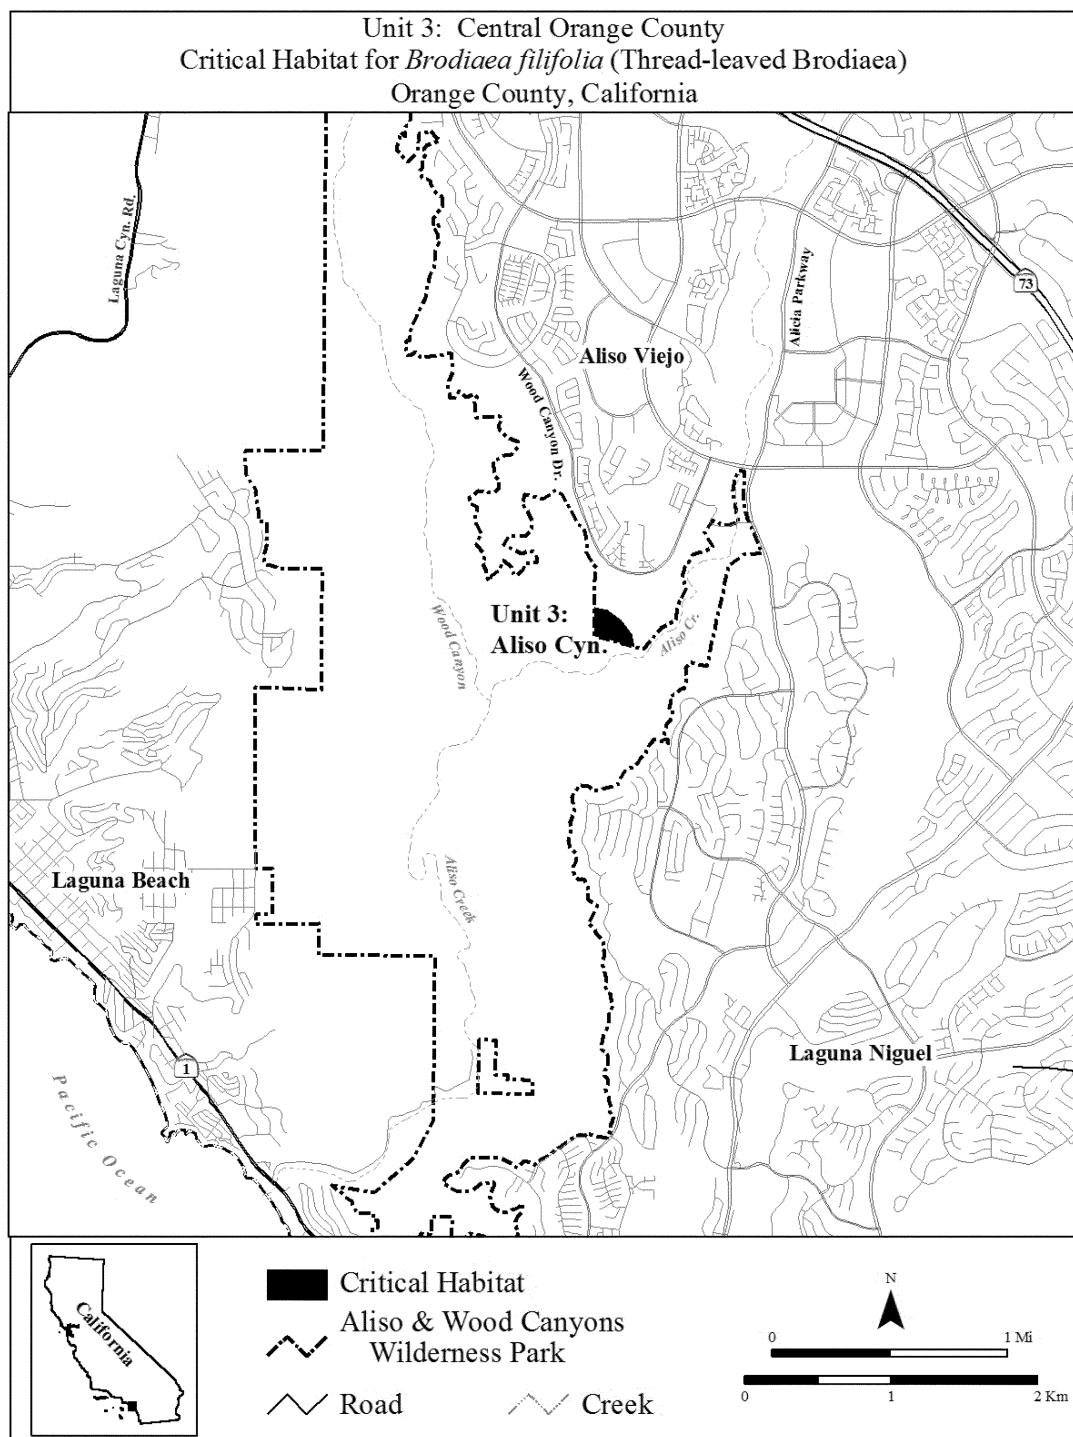 Unit 3: Central Orange County
Critical Habitat for Brodiaea filifolia (Thread-leaved Brodiaea)
Orange County, California
Laguna Cyn. Rd.
Alicia Parkway
73
Aliso Viejo
Wood Canyon Dr.
Unit 3:
Aliso Cyn.
Wood Canyon
Aliso Cr.
Laguna Beach
Aliso Creek
Laguna Niguel
1
Pacific Ocean
California
Critical Habitat
Aliso & Wood Canyons
Wilderness Park
Road
Creek
N
0 1 Mi
0 1 2 Km